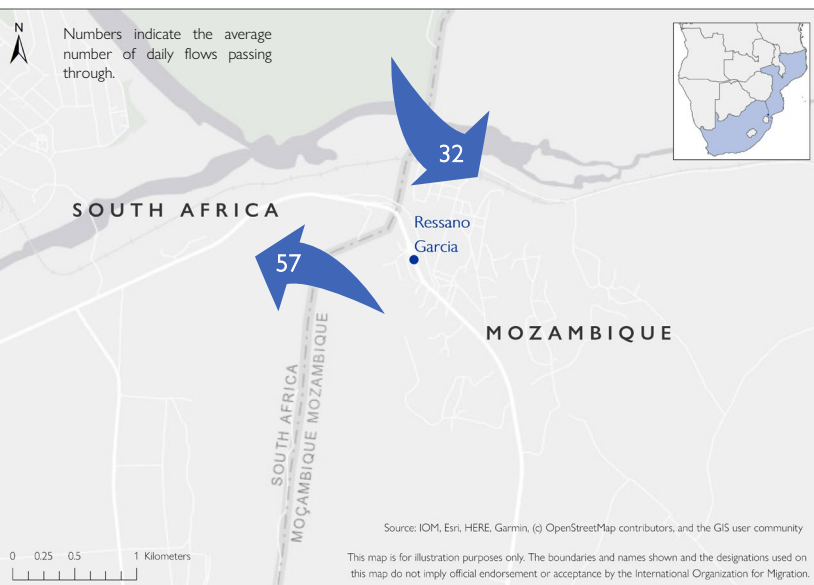 N
Numbers indicate the average
number of daily flows passing
through.
32
SOUTH AFRICA
Ressano
Garcia
57
MOZAMBIQUE
SOUTH AFRICA
MOÇAMBIQUE MOZAMBIQUE
Source: IOM, Esri, HERE, Garmin, (c) OpenStreetMap contributors, and the GIS user community
0 0.25 0.5 1 Kilometers
This map is for illustration purposes only. The boundaries and names shown and the designations used on
this map do not imply official endorsement or acceptance by the International Organization for Migration.